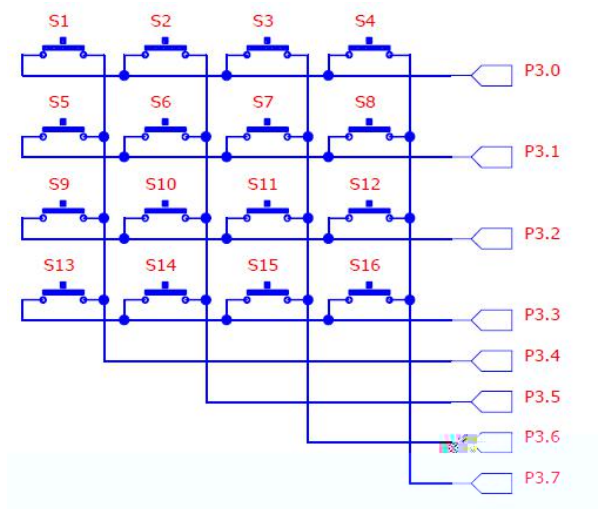 S1 S2 S3 S4
P3.0
S5 S6 S7 S8
P3.1
S9 S10 S11 S12
P3.2
S13 S14 S15 S16
P3.3
P3.4
P3.5
P3.6
P3.7